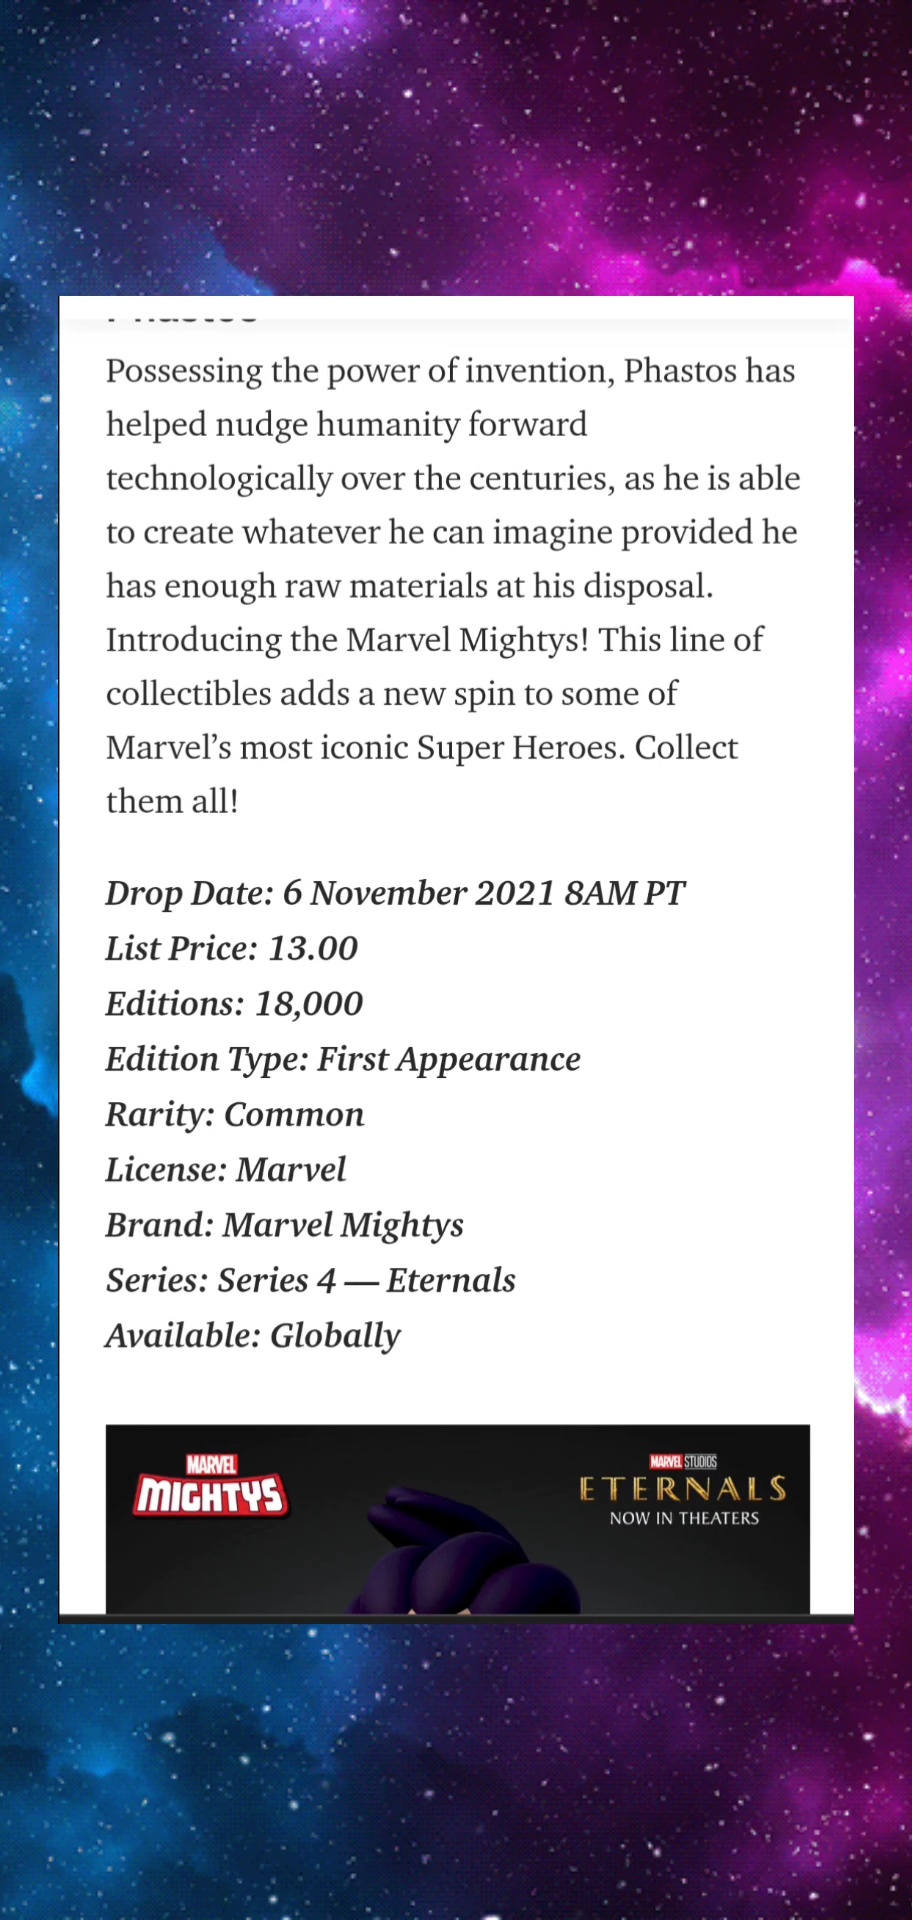 Phastos
Possessing the power of invention, Phastos has
helped nudge humanity forward
technologically over the centuries, as he is able
to create whatever he can imagine provided he
has enough raw materials at his disposal.
Introducing the Marvel Mightys! This line of
collectibles adds a new spin to some of
Marvel’s most iconic Super Heroes. Collect
them all!
Drop Date: 6 November 2021 8AM PT
List Price: 13.00
Editions: 18,000
Edition Type: First Appearance
Rarity: Common
License: Marvel
Brand: Marvel Mightys
Series: Series 4 — Eternals
Available: Globally
MARVEL
MIGHTYS
MARVEL STUDIOS
ETERNALS
NOW IN THEATERS